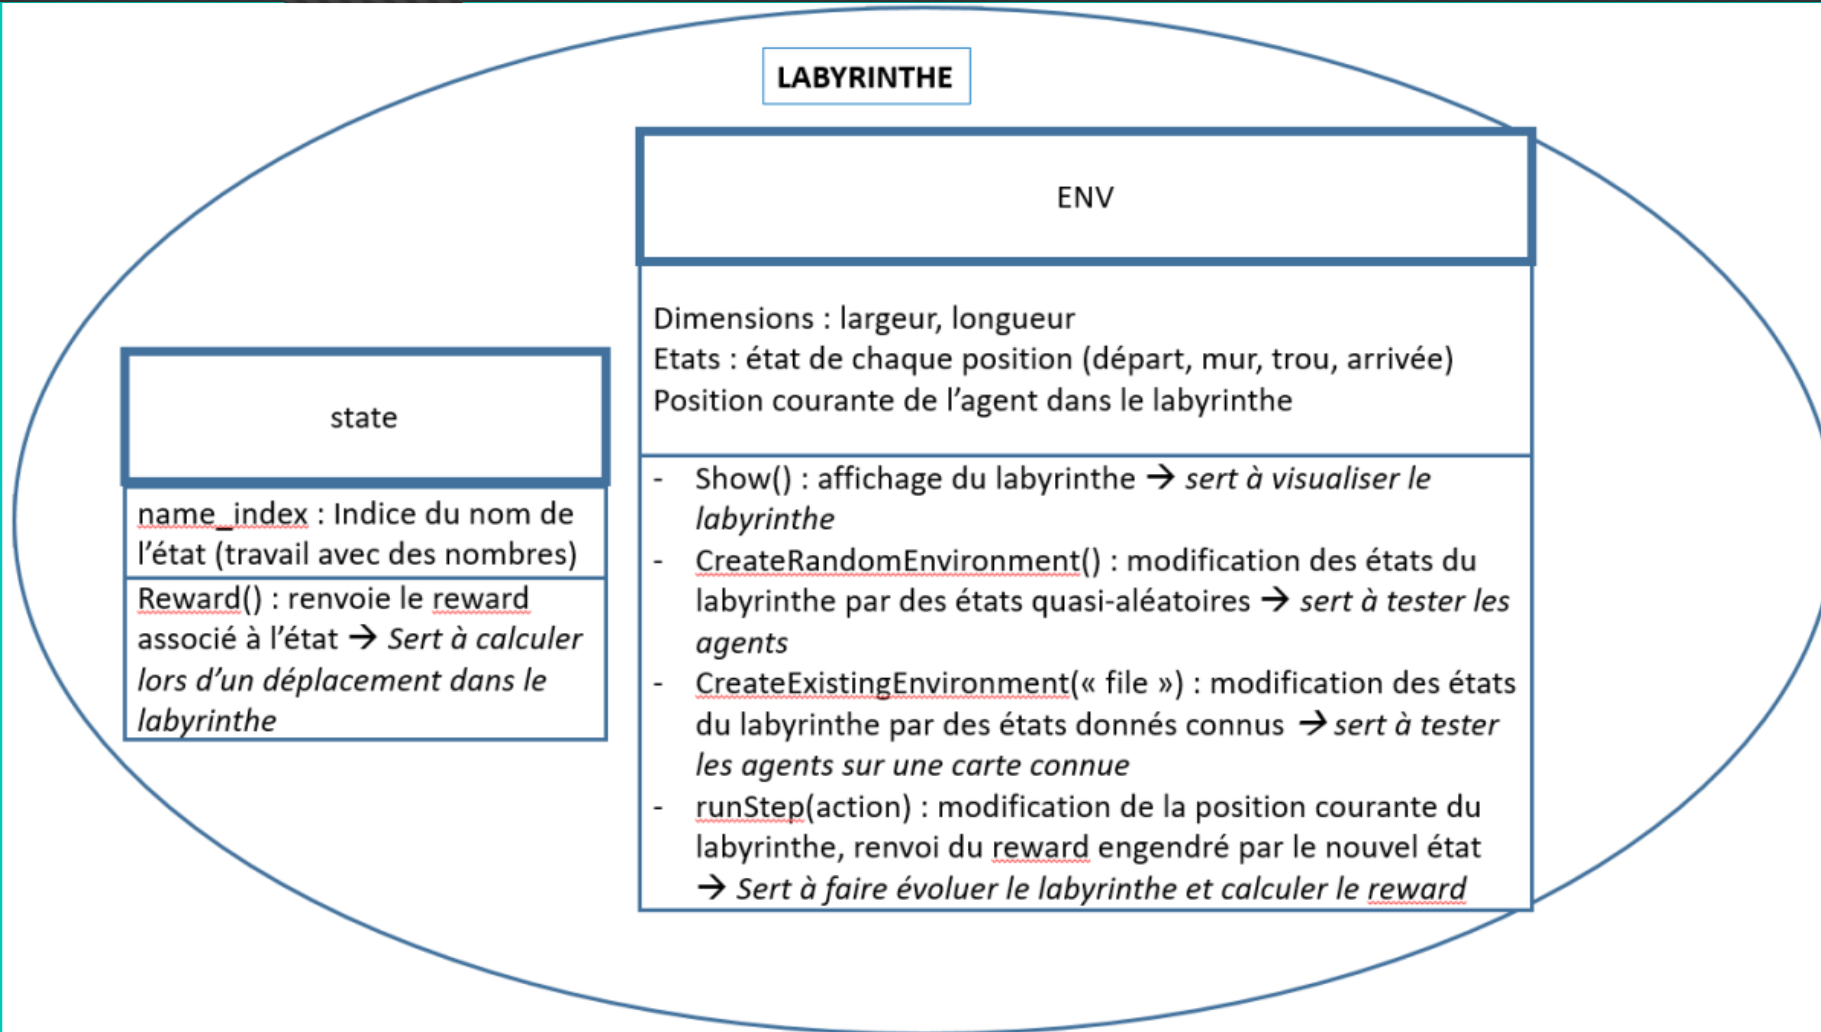 LABYRINTHE
ENV
Dimensions : largeur, longueur
Etats : état de chaque position (départ, mur, trou, arrivée)
Position courante de l'agent dans le labyrinthe
- Show() : affichage du labyrinthe → sert à visualiser le
labyrinthe
- CreateRandomEnvironment() : modification des états du
labyrinthe par des états quasi-aléatoires → sert à tester les
agents
- CreateExistingEnvironment(« file ») : modification des états
du labyrinthe par des états donnés connus → sert à tester
les agents sur une carte connue
- runStep(action) : modification de la position courante du
labyrinthe, renvoi du reward engendré par le nouvel état
→ Sert à faire évoluer le labyrinthe et calculer le reward
state
name_index : Indice du nom de
l'état (travail avec des nombres)
Reward() : renvoie le reward
associé à l'état → Sert à calculer
lors d'un déplacement dans le
labyrinthe